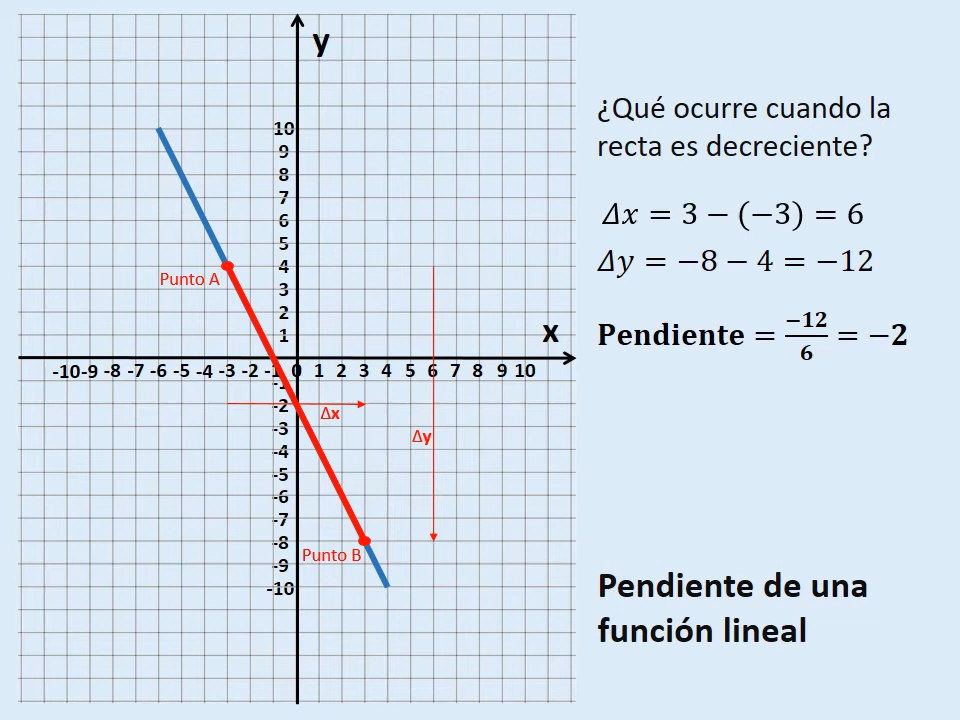 y
10
9
8
7
6
5
4
3
2
1
Punto A
x
-10 -9 -8 -7 -6 -5 -4 -3 -2 -1 0 1 2 3 4 5 6 7 8 9 10
-1
-2
-3
-4
-5
-6
-7
-8
-9
-10
Δx
Δy
Punto B
¿Qué ocurre cuando la
recta es decreciente?
Δx = 3 − (−3) = 6
Δy = −8 − 4 = −12
Pendiente = −12/6 = −2
Pendiente de una
función lineal